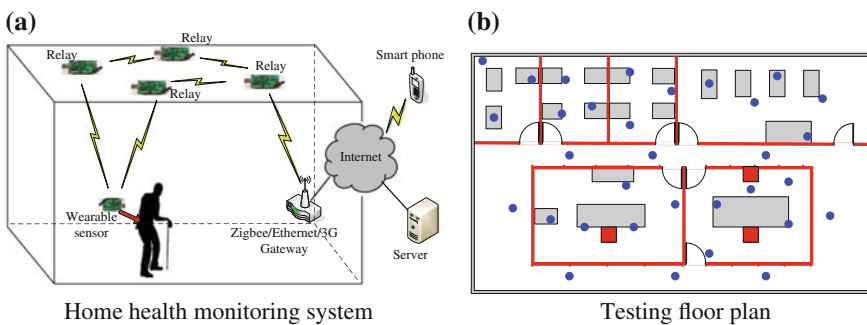 (a)
Relay
Relay
Relay
Relay
Smart phone
Internet
Wearable
sensor
Zigbee/Ethernet/3G
Gateway
Server
Home health monitoring system
(b)
Testing floor plan